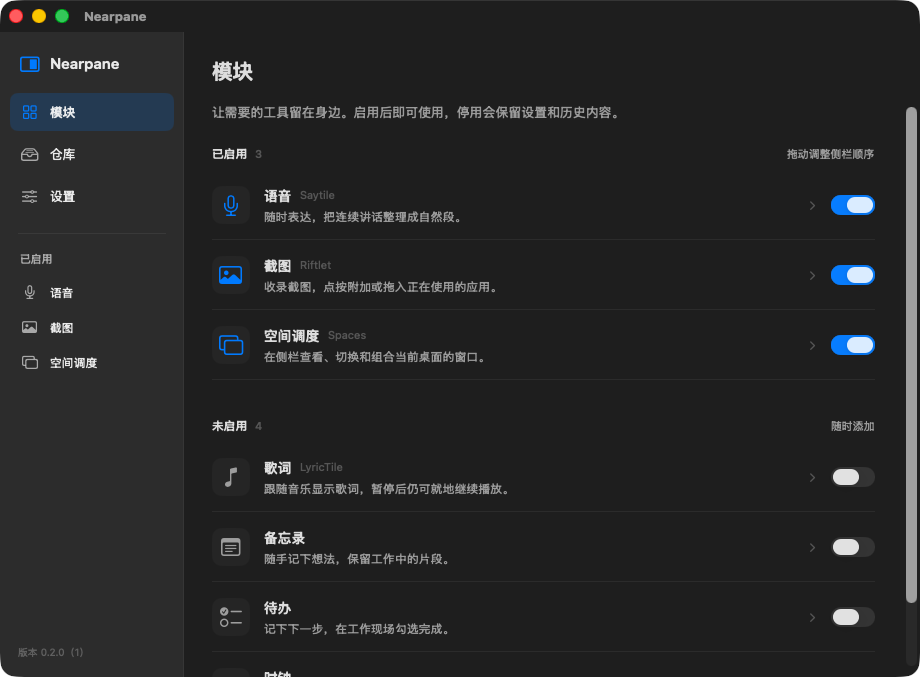 Nearpane
Nearpane
模块
仓库
设置
已启用
语音
截图
空间调度
版本 0.2.0（1）
模块
让需要的工具留在身边。启用后即可使用，停用会保留设置和历史内容。
已启用 3
拖动调整侧栏顺序
语音 Saytile
随时表达，把连续讲话整理成自然段。
截图 Riftlet
收录截图，点按附加或拖入正在使用的应用。
空间调度 Spaces
在侧栏查看、切换和组合当前桌面的窗口。
未启用 4
随时添加
歌词 LyricTile
跟随音乐显示歌词，暂停后仍可就地继续播放。
备忘录
随手记下想法，保留工作中的片段。
待办
记下下一步，在工作现场勾选完成。